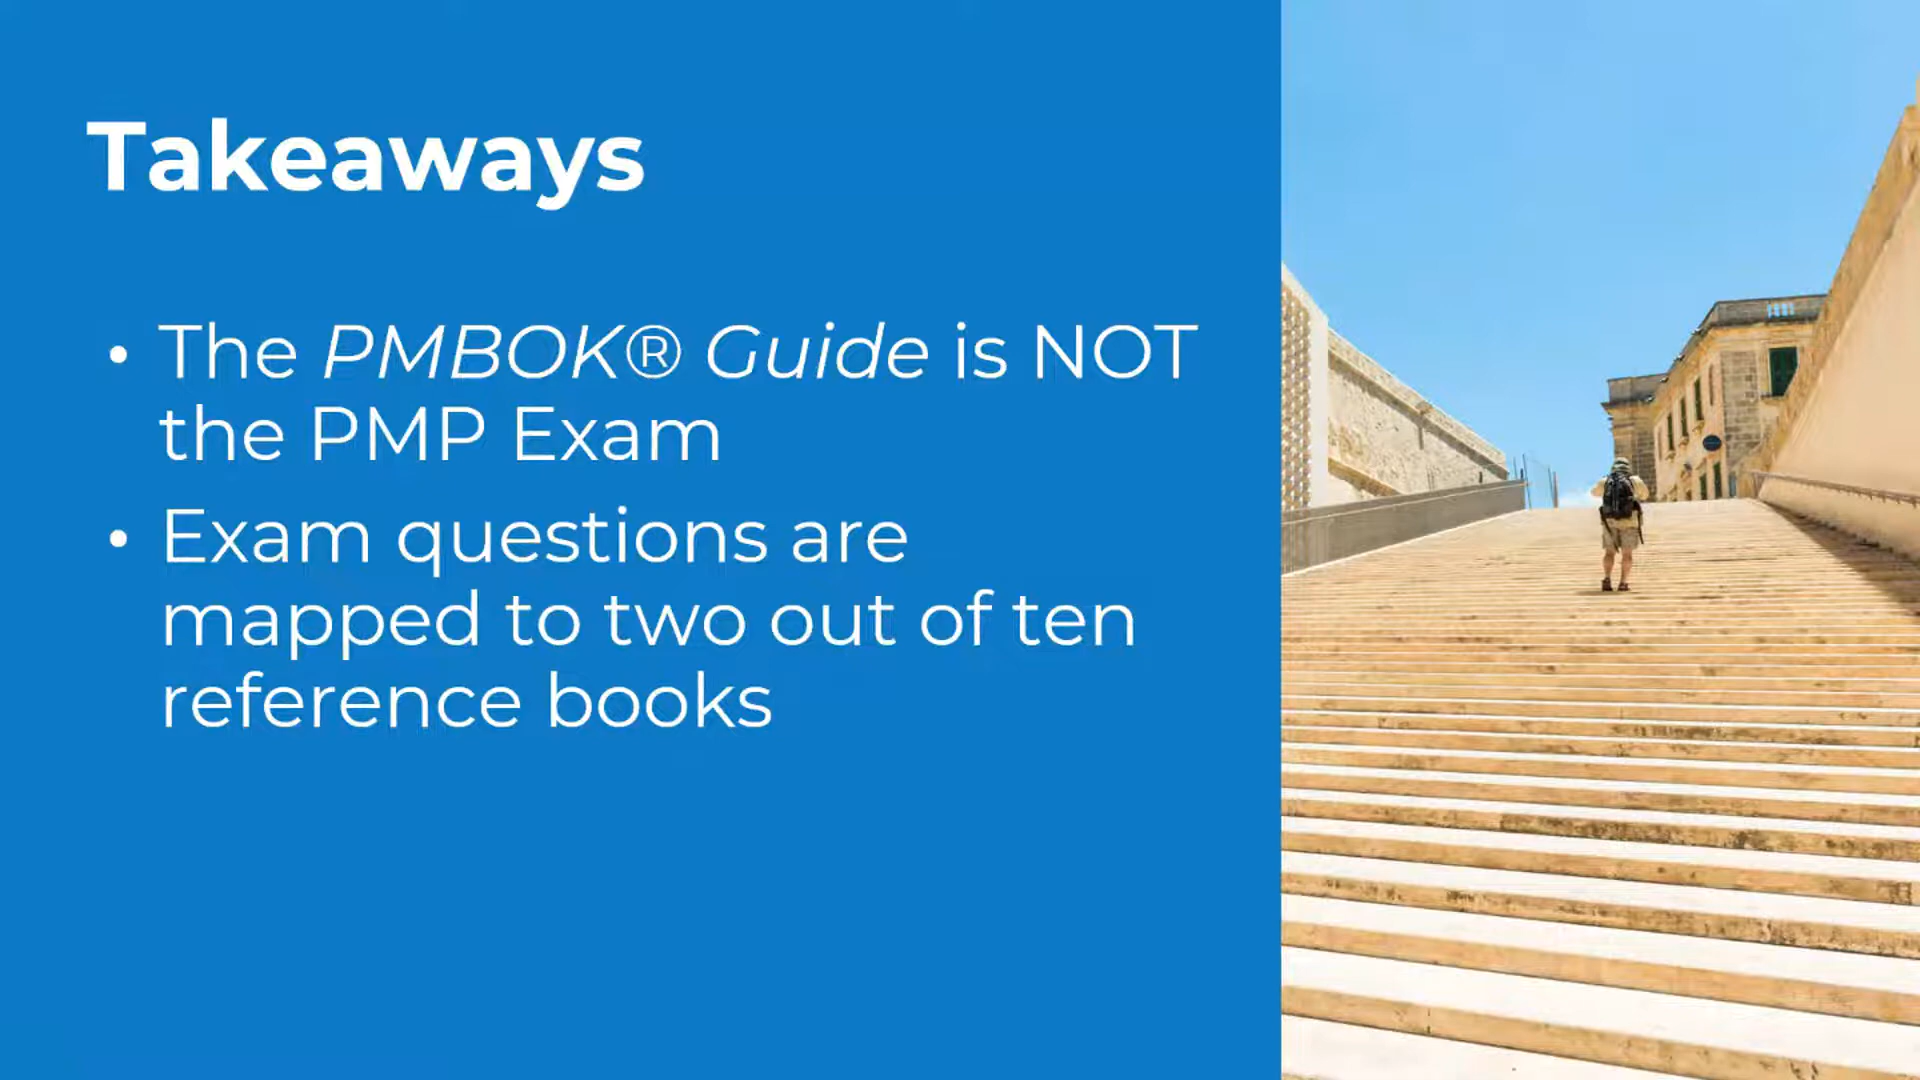 Takeaways
• The PMBOK® Guide is NOT
the PMP Exam
• Exam questions are
mapped to two out of ten
reference books